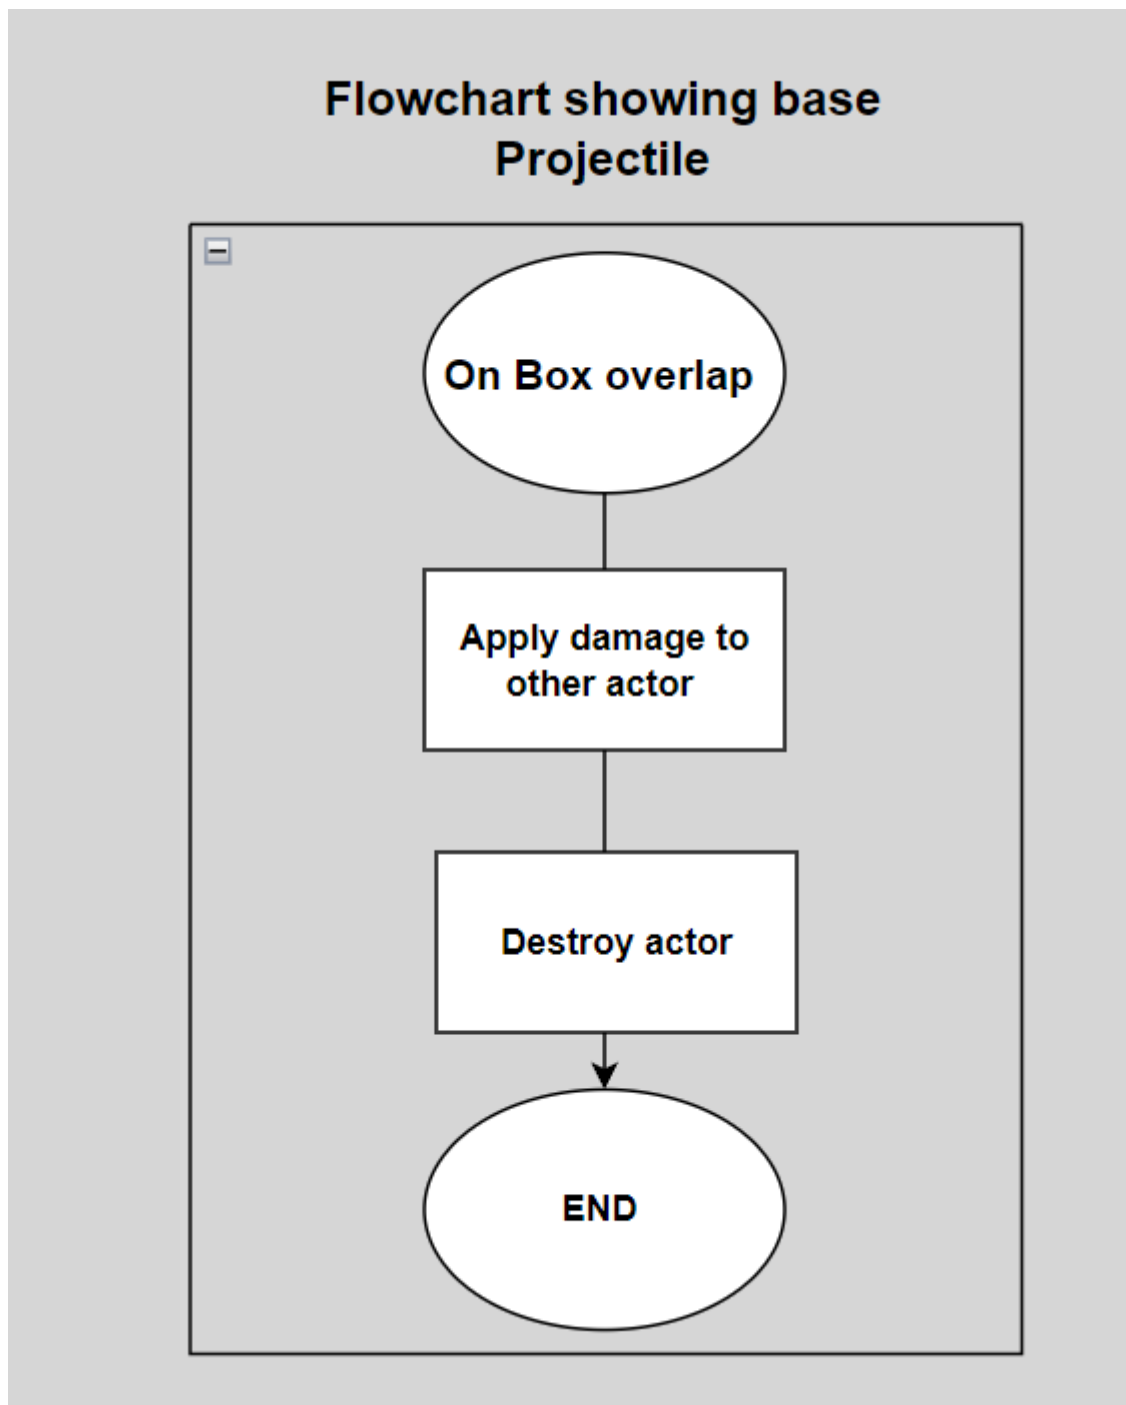 Flowchart showing base
Projectile
On Box overlap
Apply damage to
other actor
Destroy actor
END